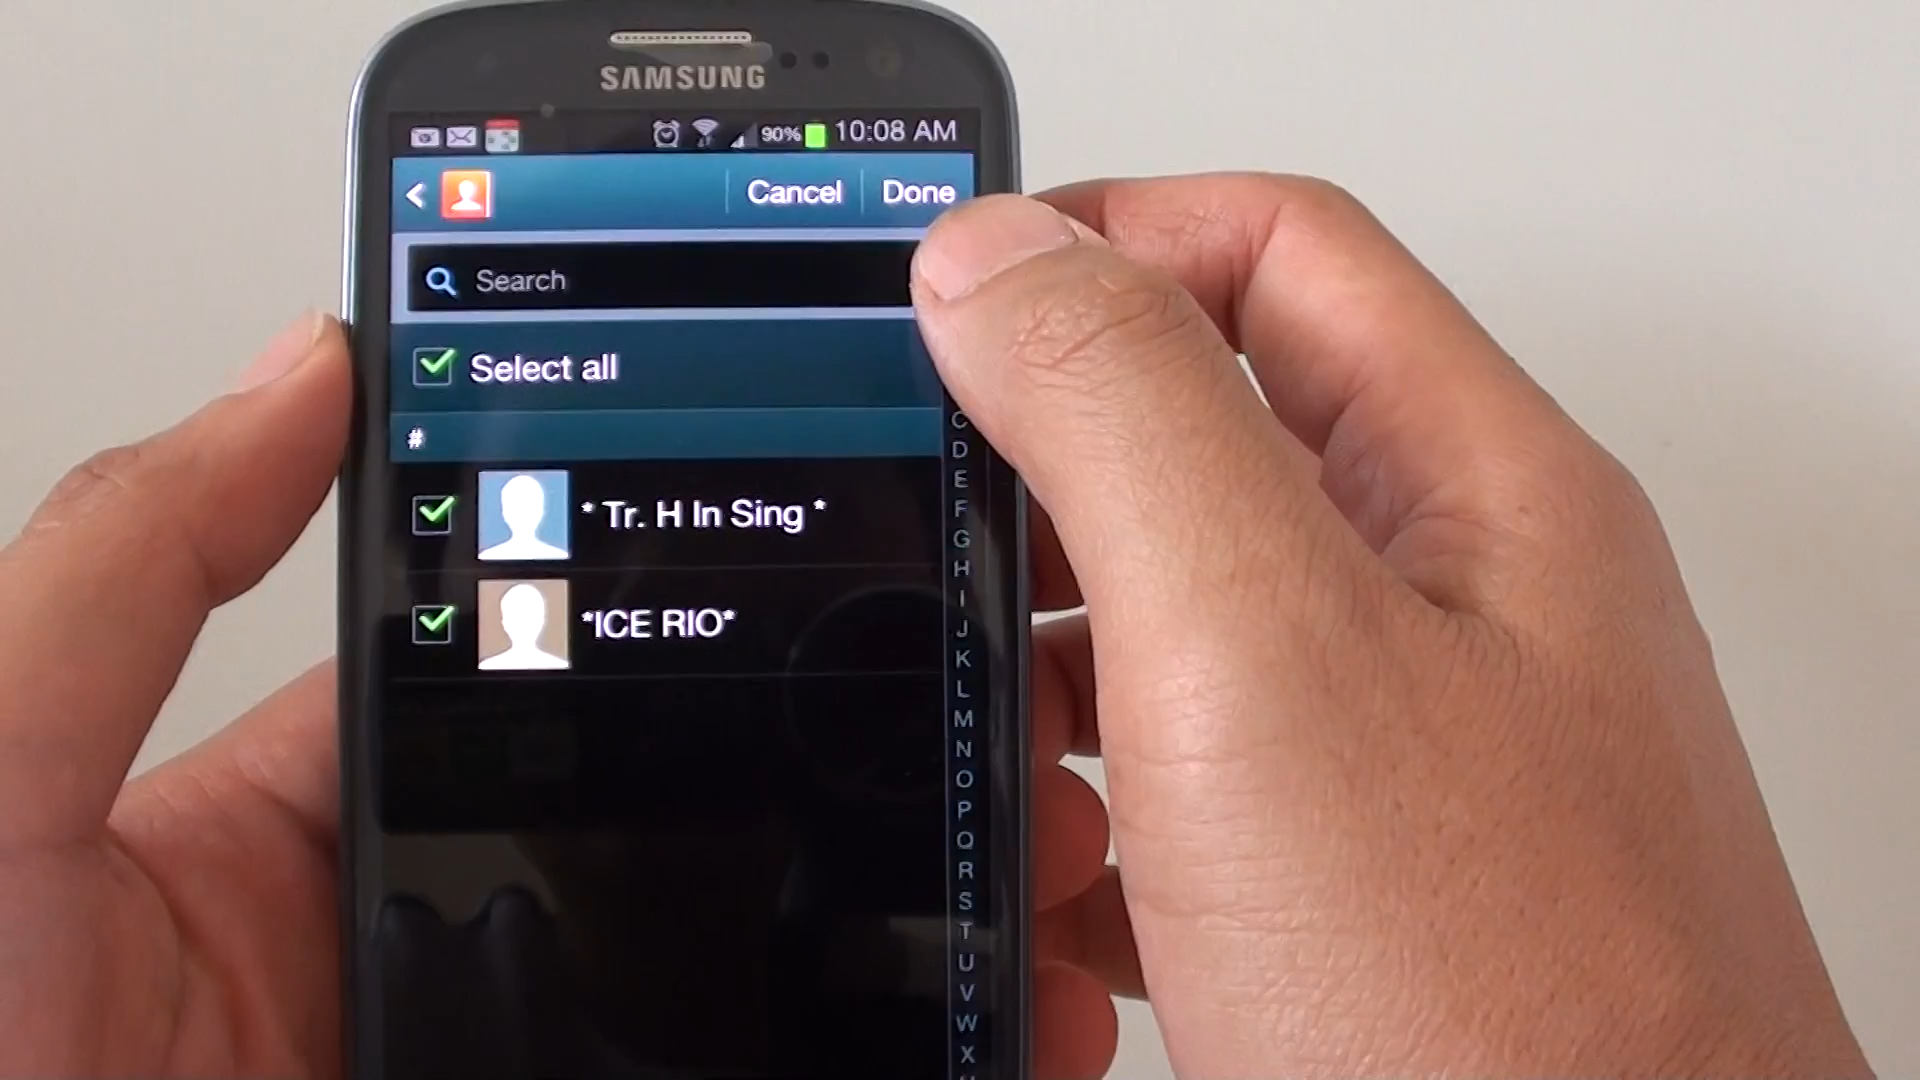 SAMSUNG
90% 10:08 AM
Cancel Done
Search
Select all
#
* Tr. H In Sing *
*ICE RIO*
C
D
E
F
G
H
I
J
K
L
M
N
O
P
Q
R
S
T
U
V
W
X